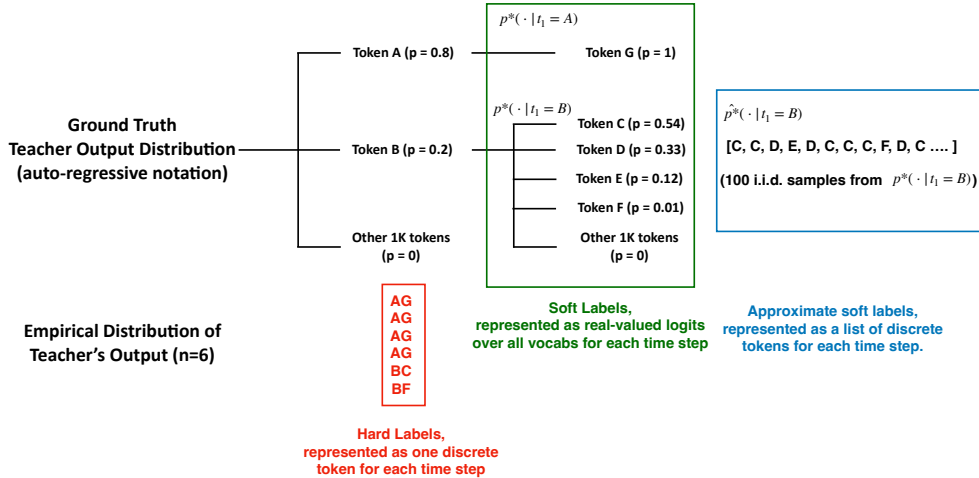 Ground Truth
Teacher Output Distribution
(auto-regressive notation)
Token A (p = 0.8)
Token B (p = 0.2)
Other 1K tokens
(p = 0)
p*( · | t₁ = A)
Token G (p = 1)
p*( · | t₁ = B)
Token C (p = 0.54)
Token D (p = 0.33)
Token E (p = 0.12)
Token F (p = 0.01)
Other 1K tokens
(p = 0)
p̂*( · | t₁ = B)
[C, C, D, E, D, C, C, C, F, D, C .... ]
(100 i.i.d. samples from p*( · | t₁ = B))
Empirical Distribution of
Teacher's Output (n=6)
AG
AG
AG
AG
BC
BF
Hard Labels,
represented as one discrete
token for each time step
Soft Labels,
represented as real-valued logits
over all vocabs for each time step
Approximate soft labels,
represented as a list of discrete
tokens for each time step.